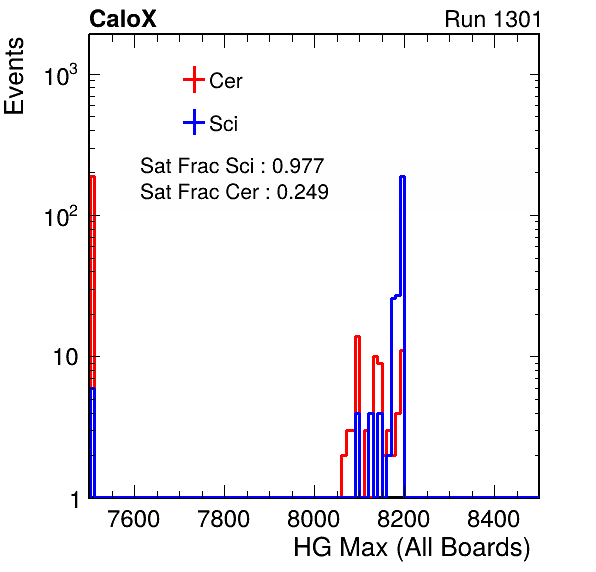 CaloX
Run 1301
Events
10³
10²
10
1
Cer
Sci
Sat Frac Sci : 0.977
Sat Frac Cer : 0.249
7600
7800
8000
8200
8400
HG Max (All Boards)